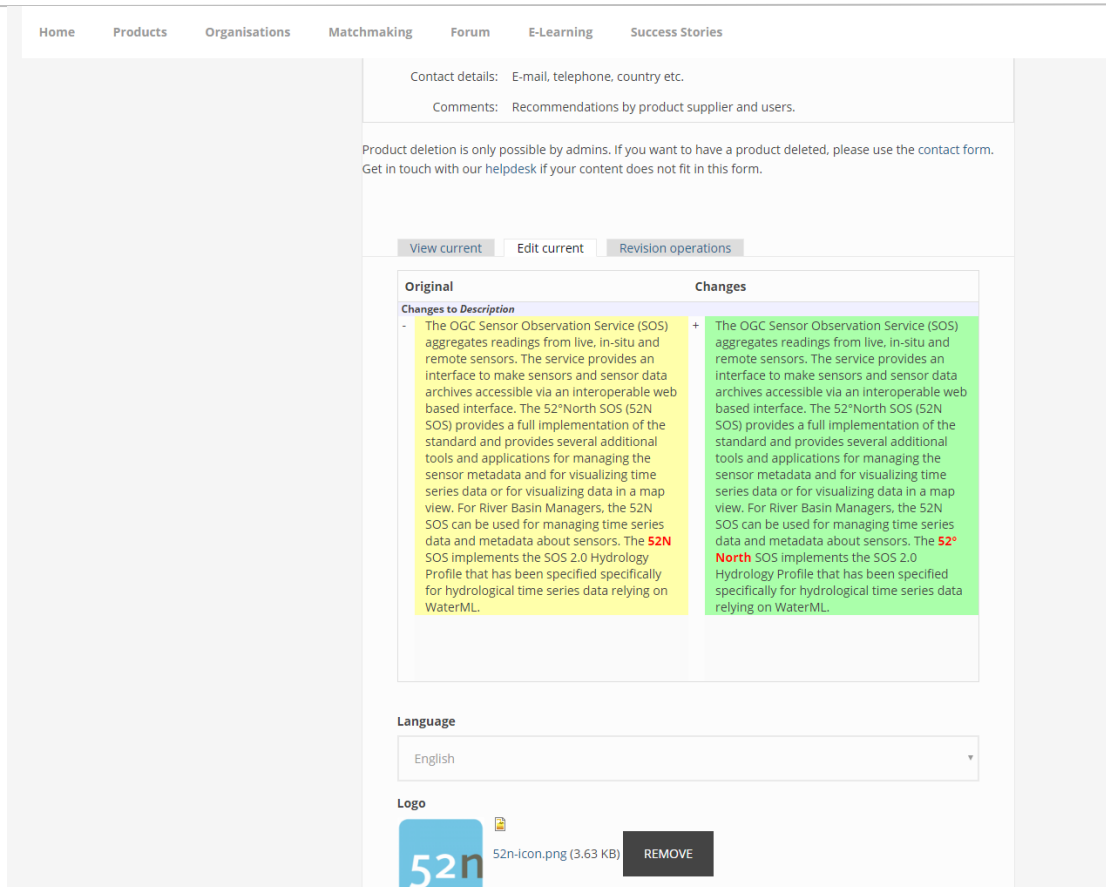 Home Products Organisations Matchmaking Forum E-Learning Success Stories
Contact details: E-mail, telephone, country etc.
Comments: Recommendations by product supplier and users.
Product deletion is only possible by admins. If you want to have a product deleted, please use the contact form.
Get in touch with our helpdesk if your content does not fit in this form.
View current Edit current Revision operations
Original Changes
Changes to Description
- The OGC Sensor Observation Service (SOS)
aggregates readings from live, in-situ and
remote sensors. The service provides an
interface to make sensors and sensor data
archives accessible via an interoperable web
based interface. The 52°North SOS (52N
SOS) provides a full implementation of the
standard and provides several additional
tools and applications for managing the
sensor metadata and for visualizing time
series data or for visualizing data in a map
view. For River Basin Managers, the 52N
SOS can be used for managing time series
data and metadata about sensors. The 52N
SOS implements the SOS 2.0 Hydrology
Profile that has been specified specifically
for hydrological time series data relying on
WaterML.
+ The OGC Sensor Observation Service (SOS)
aggregates readings from live, in-situ and
remote sensors. The service provides an
interface to make sensors and sensor data
archives accessible via an interoperable web
based interface. The 52°North SOS (52N
SOS) provides a full implementation of the
standard and provides several additional
tools and applications for managing the
sensor metadata and for visualizing time
series data or for visualizing data in a map
view. For River Basin Managers, the 52N
SOS can be used for managing time series
data and metadata about sensors. The 52°
North SOS implements the SOS 2.0
Hydrology Profile that has been specified
specifically for hydrological time series data
relying on WaterML.
Language
English
Logo
52n
52n-icon.png (3.63 KB) REMOVE